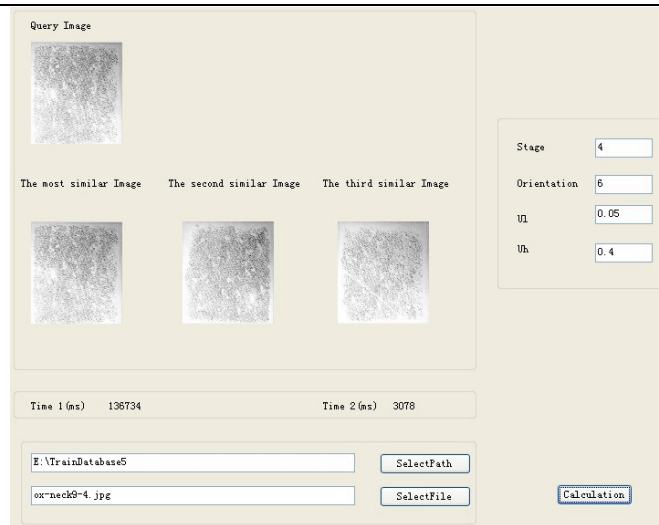 Query Image
The most similar Image The second similar Image The third similar Image
Stage 4
Orientation 6
Ul 0.05
Uh 0.4
Time 1(ms) 136734 Time 2(ms) 3078
E:\TrainDatabase5 SelectPath
ox-neck9-4.jpg SelectFile
Calculation